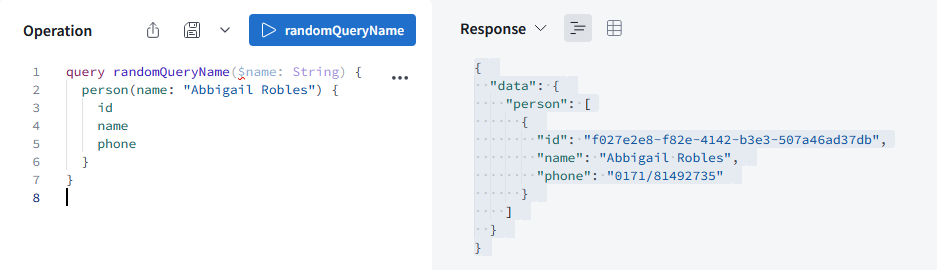 Operation
randomQueryName
1 query randomQueryName($name: String) {
2 person(name: "Abbigail Robles") {
3 id
4 name
5 phone
6 }
7 }
8
Response
{
"data": {
"person": [
{
"id": "f027e2e8-f82e-4142-b3e3-507a46ad37db",
"name": "Abbigail Robles",
"phone": "0171/81492735"
}
]
}
}